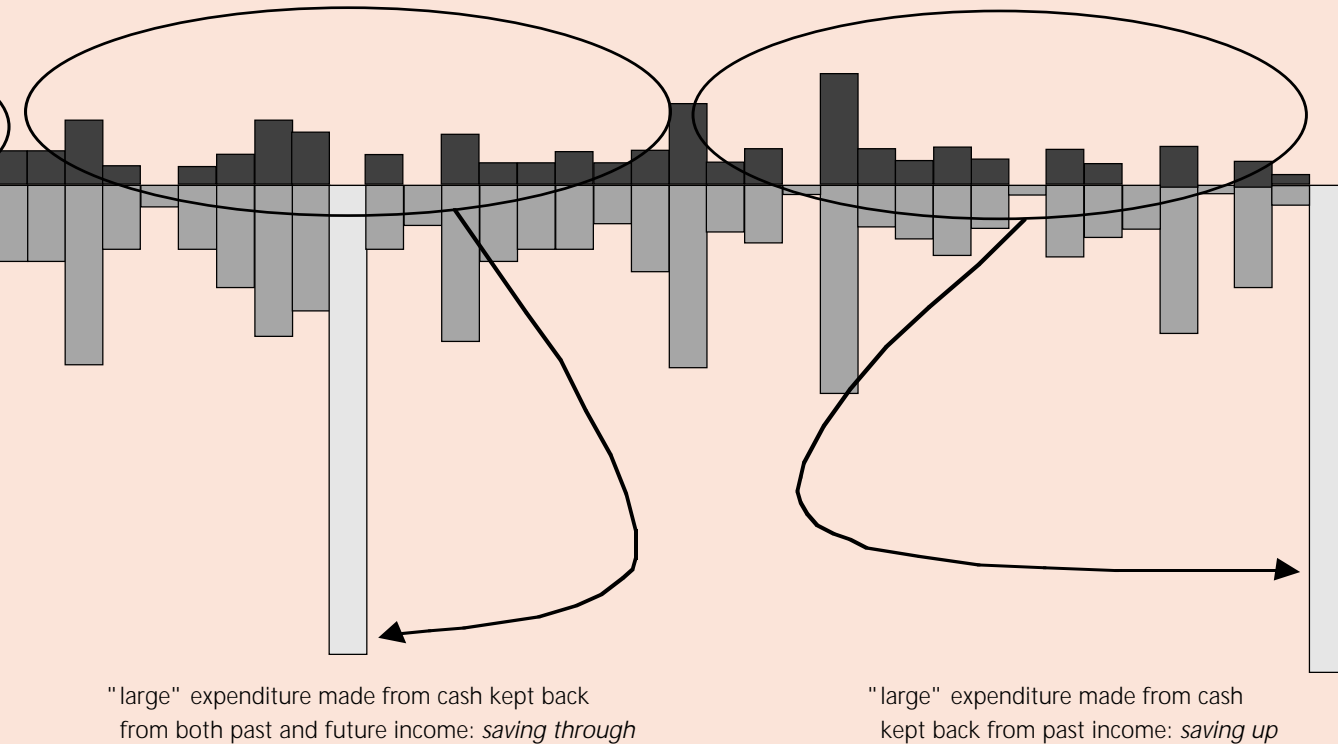 "large" expenditure made from cash kept back
from both past and future income: saving through
"large" expenditure made from cash
kept back from past income: saving up